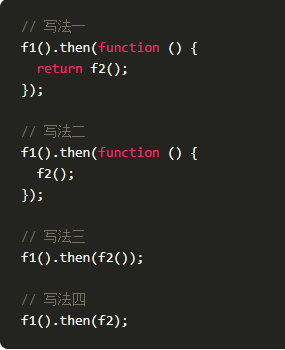 // 写法一
f1().then(function () {
  return f2();
});

// 写法二
f1().then(function () {
  f2();
});

// 写法三
f1().then(f2());

// 写法四
f1().then(f2);